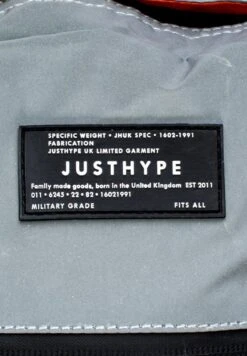 SPECIFIC WEIGHT • JHUK SPEC • 1602-1991
FABRICATION
JUSTHYPE UK LIMITED GARMENT
JUSTHYPE
Family made goods, born in the United Kingdom EST 2011
011 • 6245 • 22 • 82 • 16021991
MILITARY GRADE FITS ALL